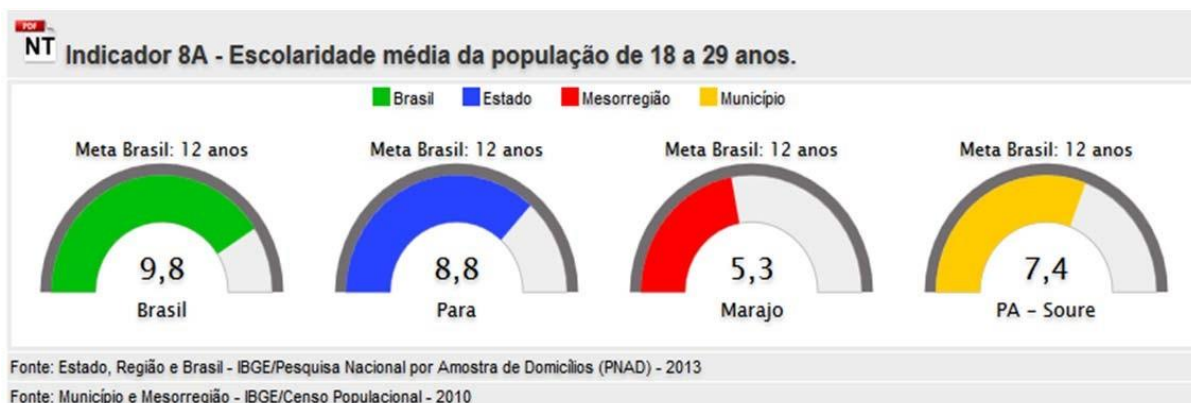 PDF
NT
Indicador 8A - Escolaridade média da população de 18 a 29 anos.
Brasil Estado Mesorregião Município
Meta Brasil: 12 anos Meta Brasil: 12 anos Meta Brasil: 12 anos Meta Brasil: 12 anos
9,8 8,8 5,3 7,4
Brasil Para Marajo PA - Soure
Fonte: Estado, Região e Brasil - IBGE/Pesquisa Nacional por Amostra de Domicílios (PNAD) - 2013
Fonte: Município e Mesorregião - IBGE/Censo Populacional - 2010